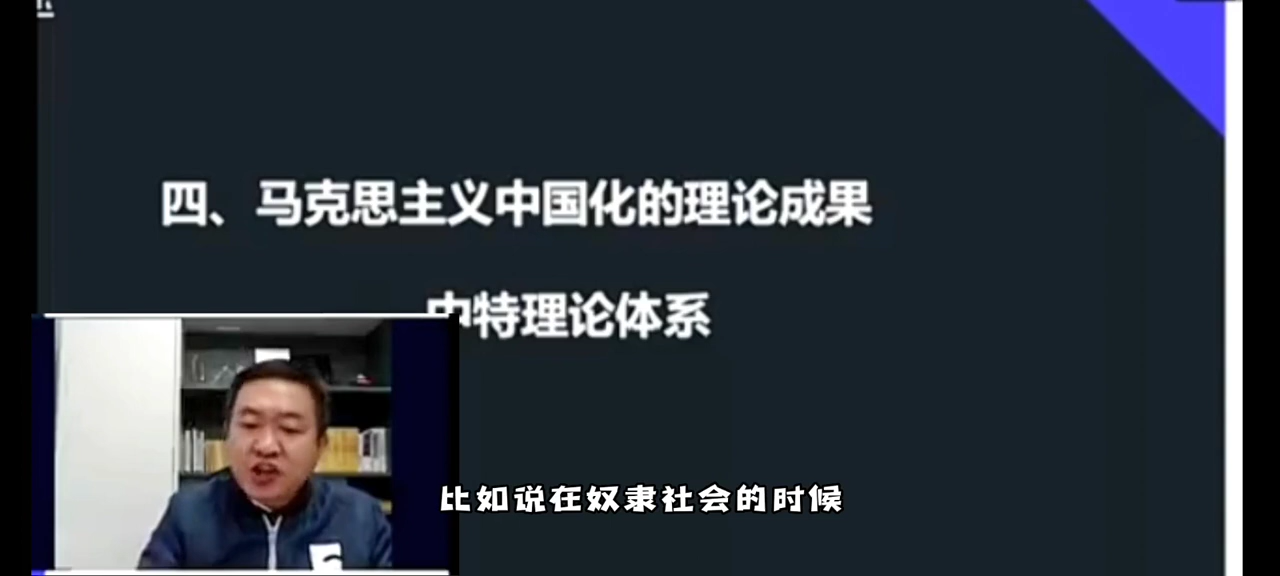 四、马克思主义中国化的理论成果
中特理论体系
比如说在奴隶社会的时候